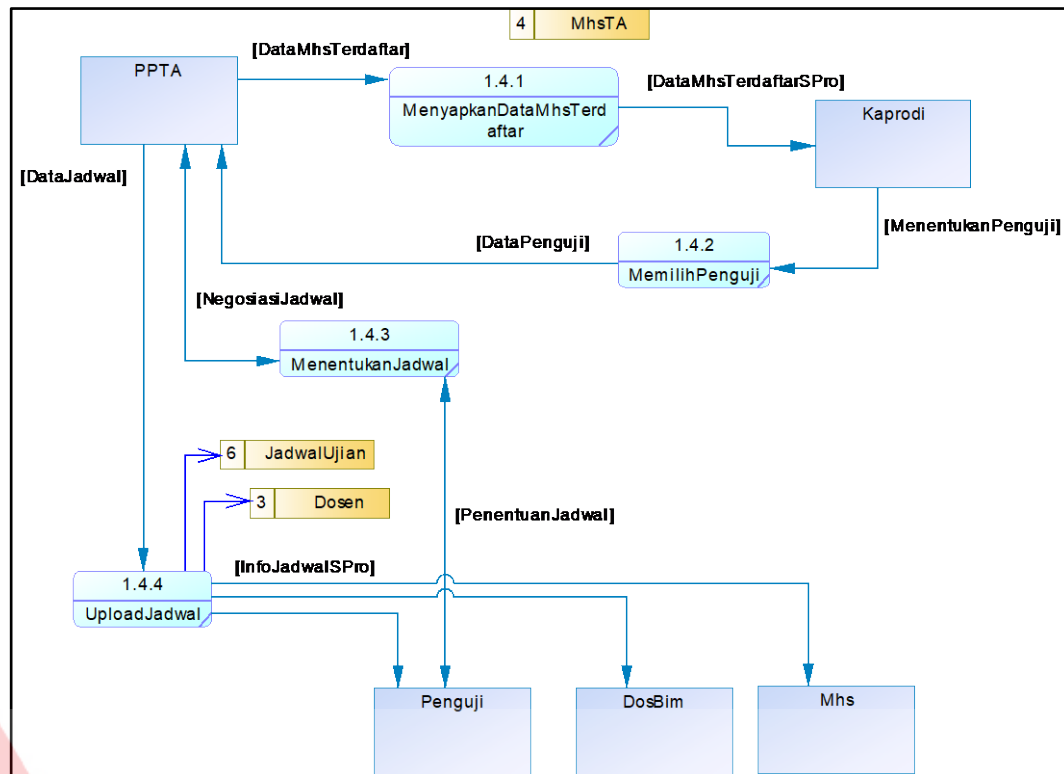 4 MhsTA
[DataMhsTerdaftar]
PPTA
1.4.1
MenyapkanDataMhsTerd
aftar
[DataMhsTerdaftarSPro]
Kaprodi
[DataJadwal]
[MenentukanPenguji]
[DataPenguji]
1.4.2
MemilihPenguji
[NegosiasiJadwal]
1.4.3
MenentukanJadwal
6 JadwalUjian
3 Dosen
[PenentuanJadwal]
[InfoJadwalSPro]
1.4.4
UploadJadwal
Penguji
DosBim
Mhs